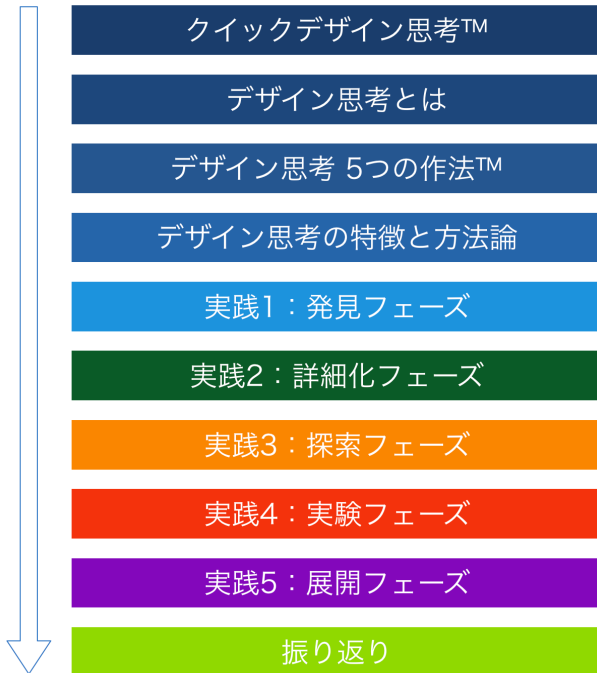 クイックデザイン思考™
デザイン思考とは
デザイン思考 5つの作法™
デザイン思考の特徴と方法論
実践1：発見フェーズ
実践2：詳細化フェーズ
実践3：探索フェーズ
実践4：実験フェーズ
実践5：展開フェーズ
振り返り